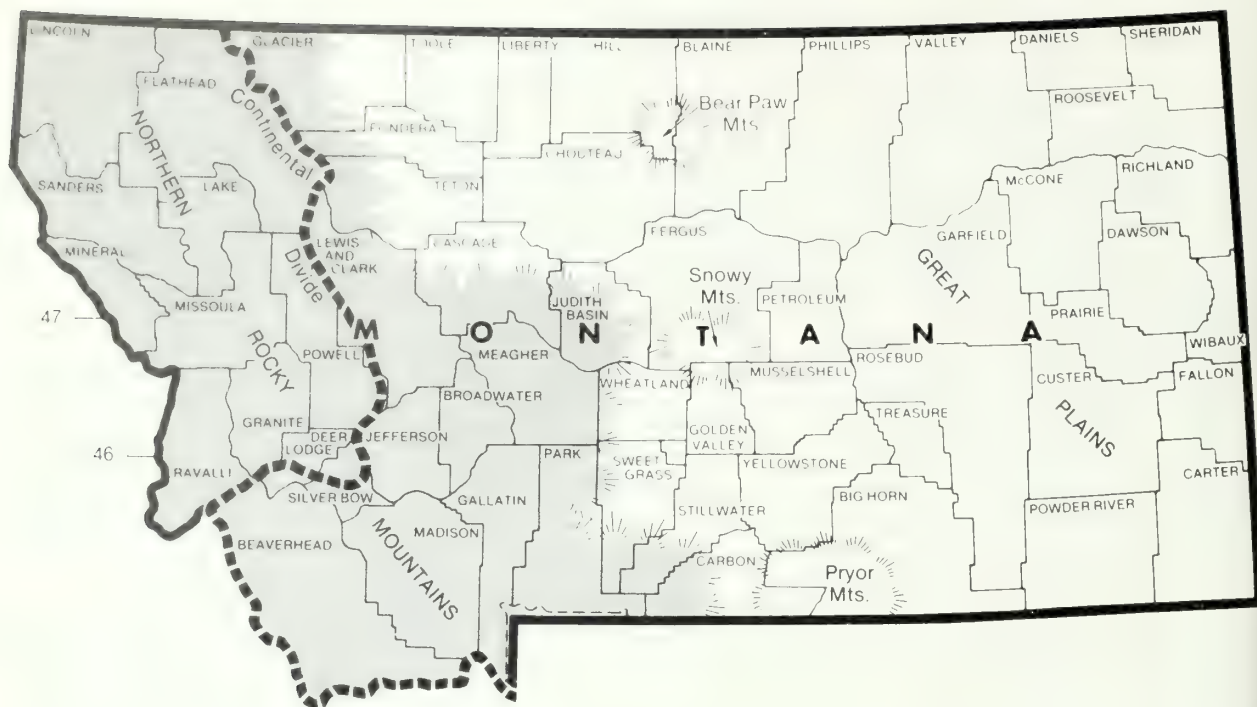 LINCOLN
GLACIER
TOOLE
LIBERTY
HILL
BLAINE
PHILLIPS
VALLEY
DANIELS
SHERIDAN
FLATHEAD
Continental
Divide
ROOSEVELT
Bear Paw
Mts.
PONDERA
CHOUTEAU
NORTHERN
ROCKY
MOUNTAINS
SANDERS
LAKE
TETON
McCONE
RICHLAND
MINERAL
LEWIS
AND
CLARK
CASCADE
FERGUS
GARFIELD
DAWSON
GREAT
PLAINS
Snowy
Mts.
MISSOULA
JUDITH
BASIN
PETROLEUM
PRAIRIE
47
MONTANA
WIBAUX
POWELL
MEAGHER
ROSEBUD
WHEATLAND
MUSSELSHELL
CUSTER
FALLON
BROADWATER
TREASURE
GRANITE
DEER
LODGE
JEFFERSON
GOLDEN
VALLEY
46
RAVALLI
PARK
SWEET
GRASS
YELLOWSTONE
CARTER
SILVER BOW
GALLATIN
STILLWATER
BIG HORN
POWDER RIVER
BEAVERHEAD
MADISON
CARBON
Pryor
Mts.